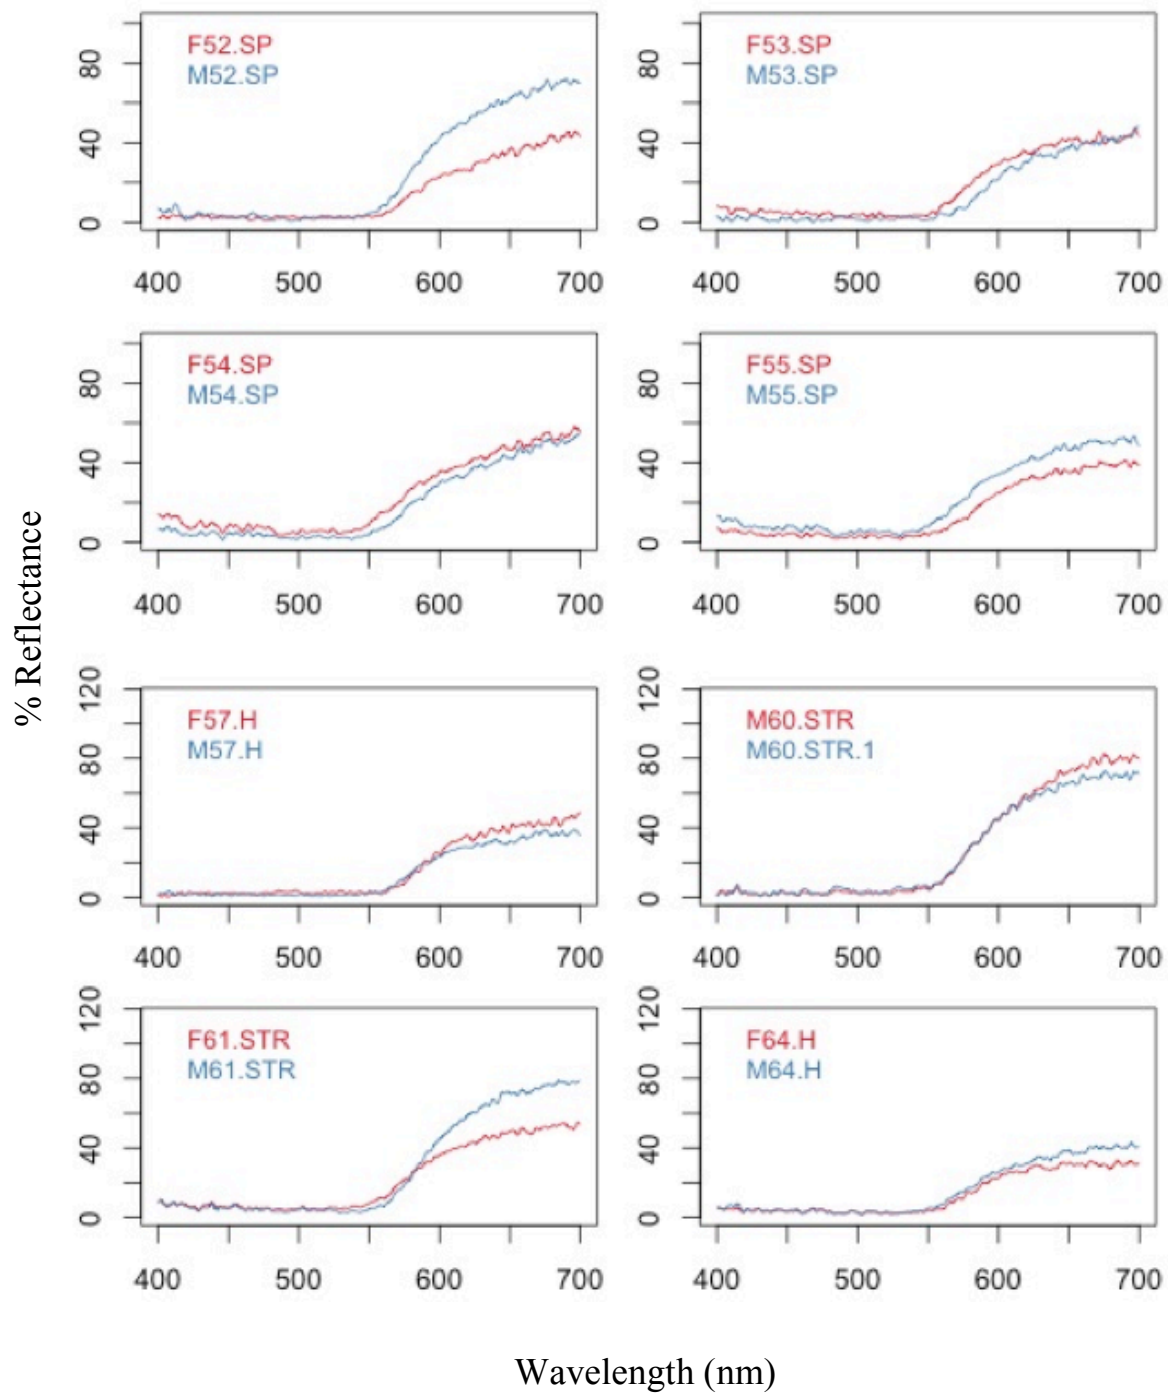 F52.SP
M52.SP
0 40 80
400 500 600 700
F53.SP
M53.SP
0 40 80
400 500 600 700
F54.SP
M54.SP
0 40 80
400 500 600 700
F55.SP
M55.SP
0 40 80
400 500 600 700
% Reflectance
F57.H
M57.H
0 40 80 120
400 500 600 700
M60.STR
M60.STR.1
0 40 80 120
400 500 600 700
F61.STR
M61.STR
0 40 80 120
400 500 600 700
F64.H
M64.H
0 40 80 120
400 500 600 700
Wavelength (nm)